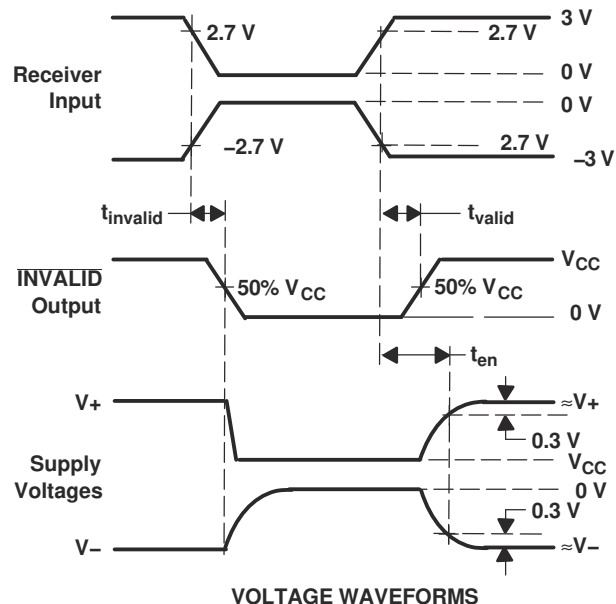 3 V
2.7 V
2.7 V
Receiver
Input
0 V
0 V
−2.7 V
2.7 V
−3 V
tinvalid
tvalid
INVALID
Output
VCC
50% VCC
50% VCC
0 V
ten
V+
≈V+
0.3 V
Supply
Voltages
VCC
0 V
0.3 V
V−
≈V−
VOLTAGE WAVEFORMS